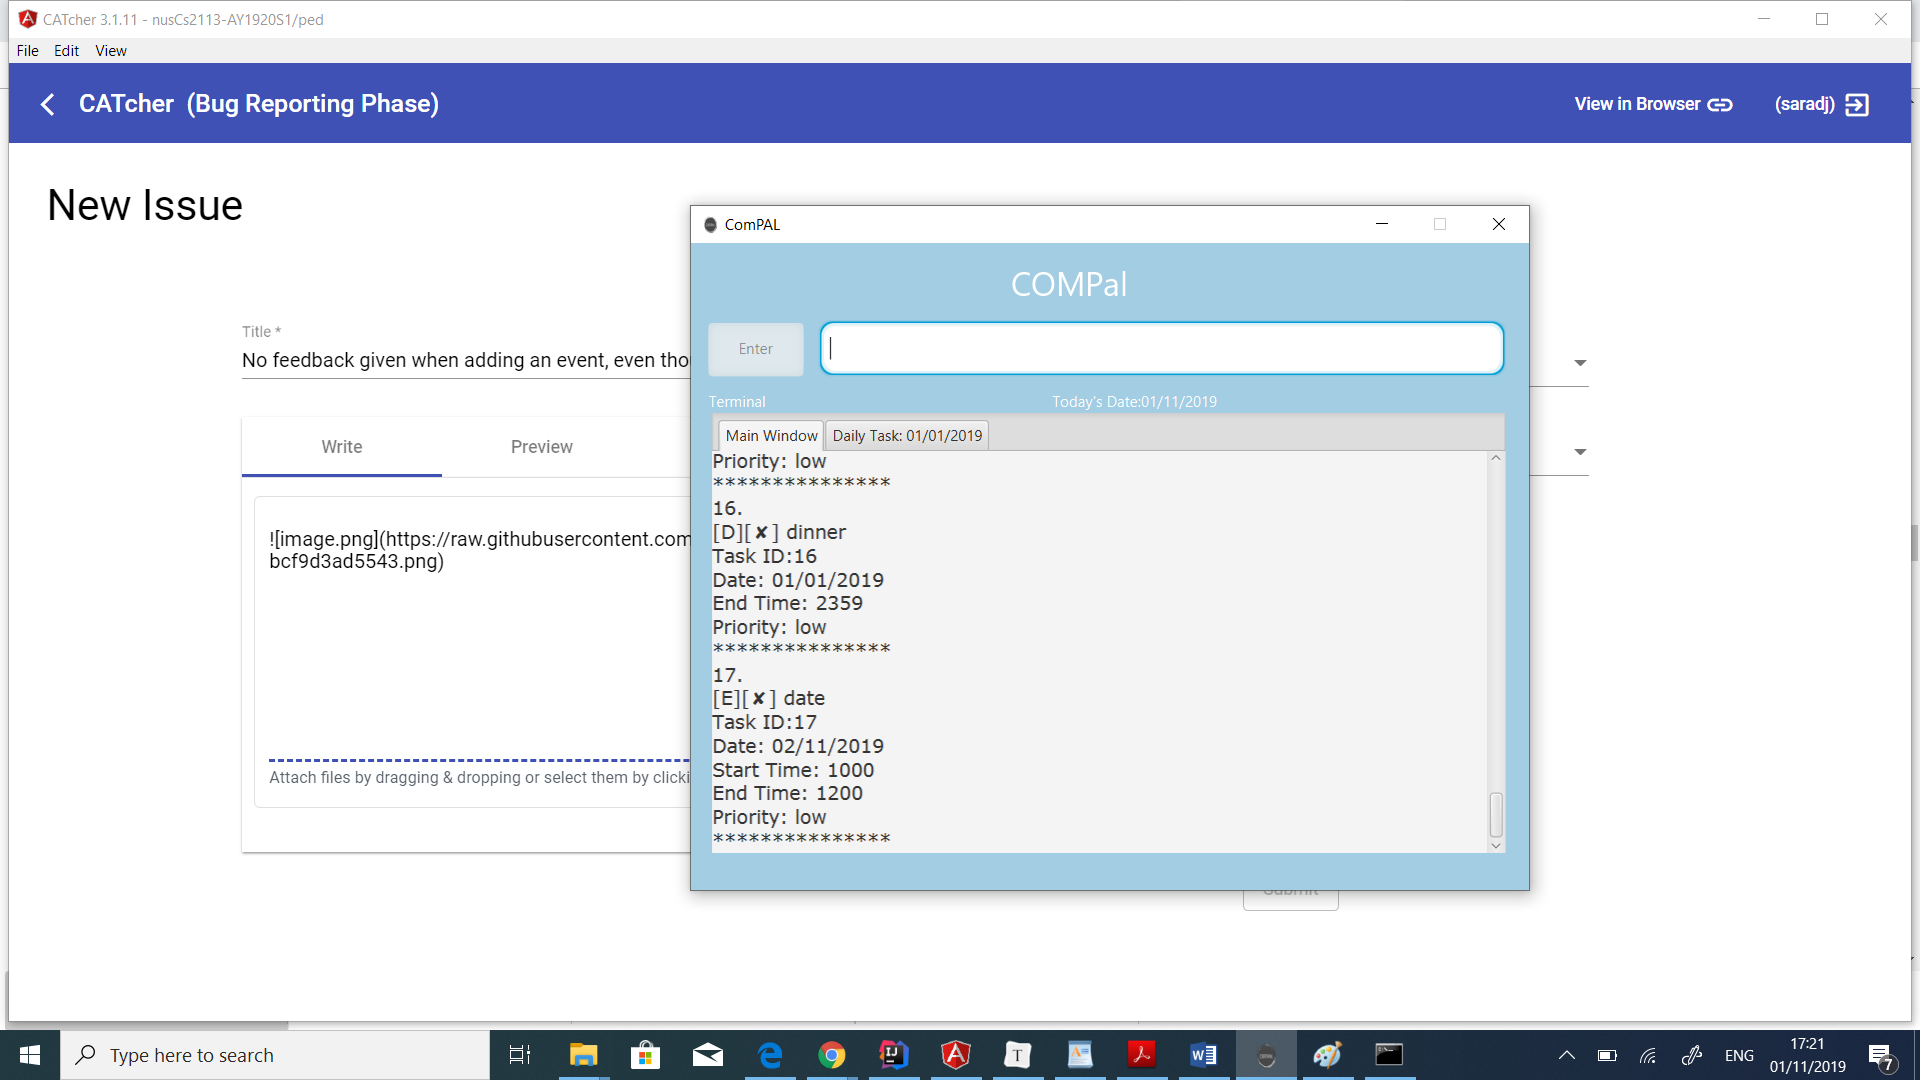 CATcher 3.1.11 - nusCs2113-AY1920S1/ped
File Edit View
CATcher (Bug Reporting Phase)
View in Browser
(saradj)
New Issue
Title *
No feedback given when adding an event, even tho
Write
Preview
![image.png](https://raw.githubusercontent.com
bcf9d3ad5543.png)
Attach files by dragging & dropping or select them by clicki
Submit
ComPAL
COMPal
Enter
Terminal
Today's Date:01/11/2019
Main Window
Daily Task: 01/01/2019
Priority: low
***************
16.
[D][✘] dinner
Task ID:16
Date: 01/01/2019
End Time: 2359
Priority: low
***************
17.
[E][✘] date
Task ID:17
Date: 02/11/2019
Start Time: 1000
End Time: 1200
Priority: low
***************
Type here to search
ENG
17:21
01/11/2019
7